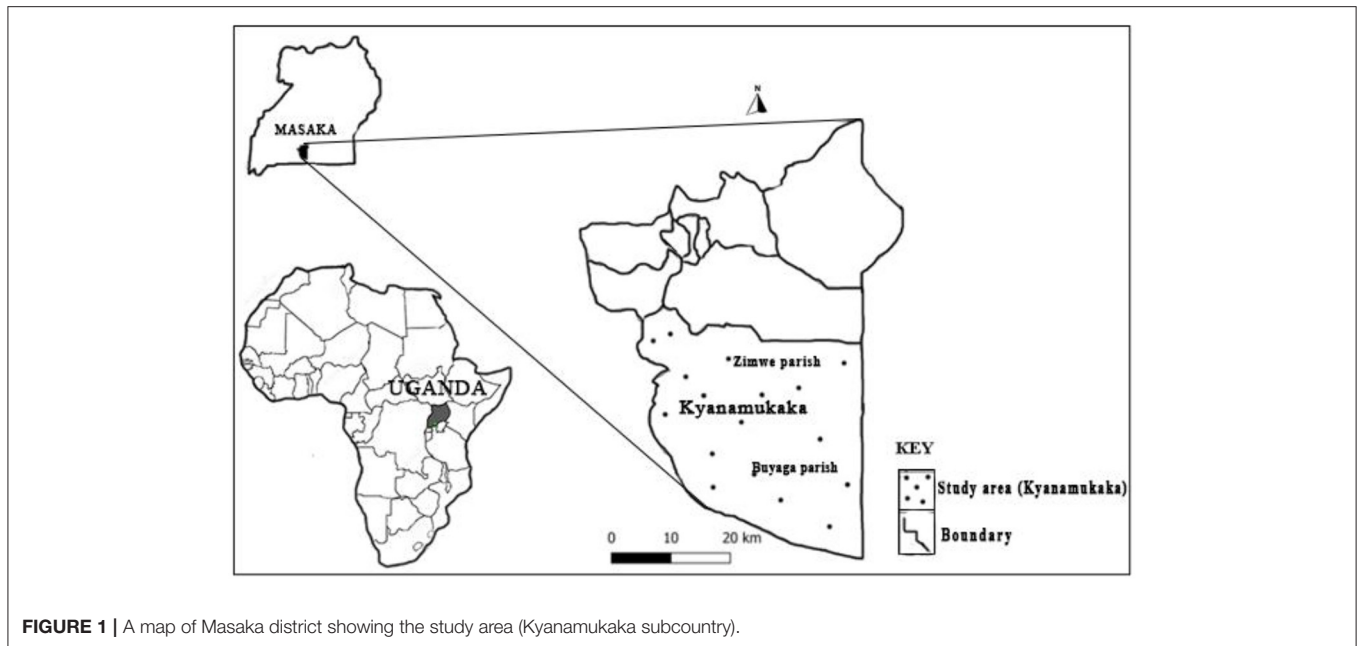 MASAKA
N
UGANDA
Zimwe parish
Kyanamukaka
Buyaga parish
KEY
Study area (Kyanamukaka)
Boundary
0 10 20 km
FIGURE 1 | A map of Masaka district showing the study area (Kyanamukaka subcountry).